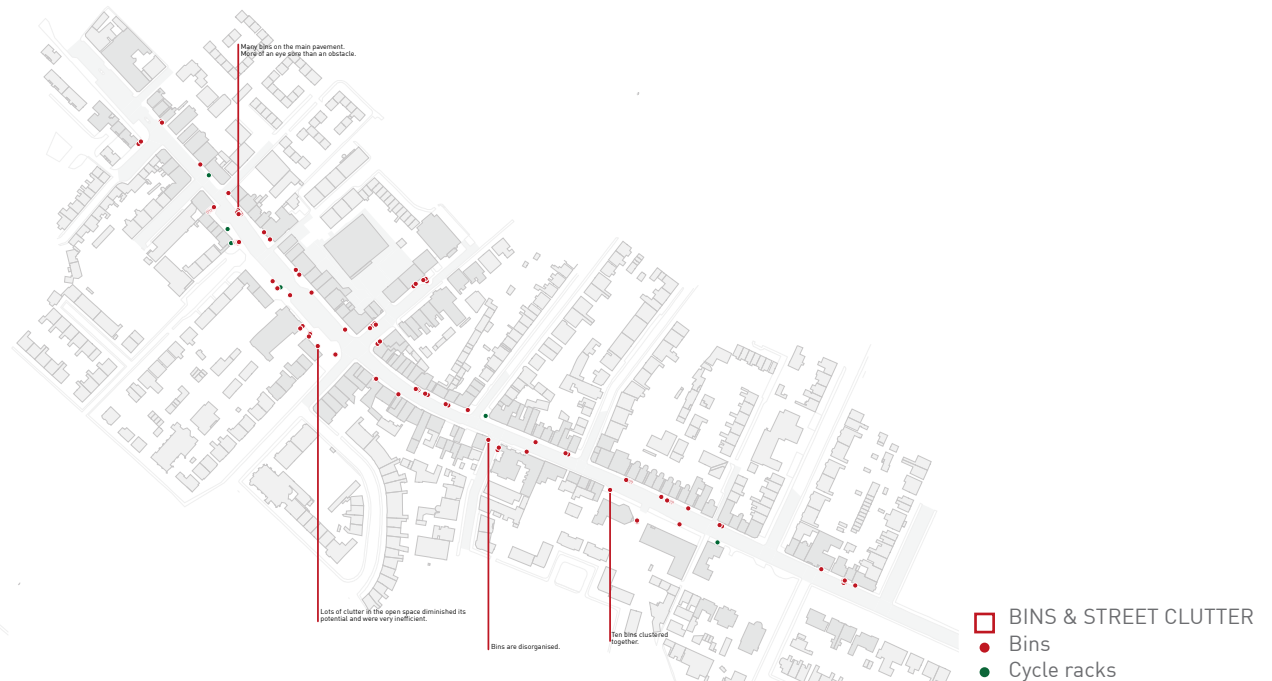 Many bins on the main pavement.
More of an eye sore than an obstacle.
Lots of clutter in the open space diminished its
potential and were very inefficient.
Bins are disorganised.
Ten bins clustered
together.
BINS & STREET CLUTTER
Bins
Cycle racks